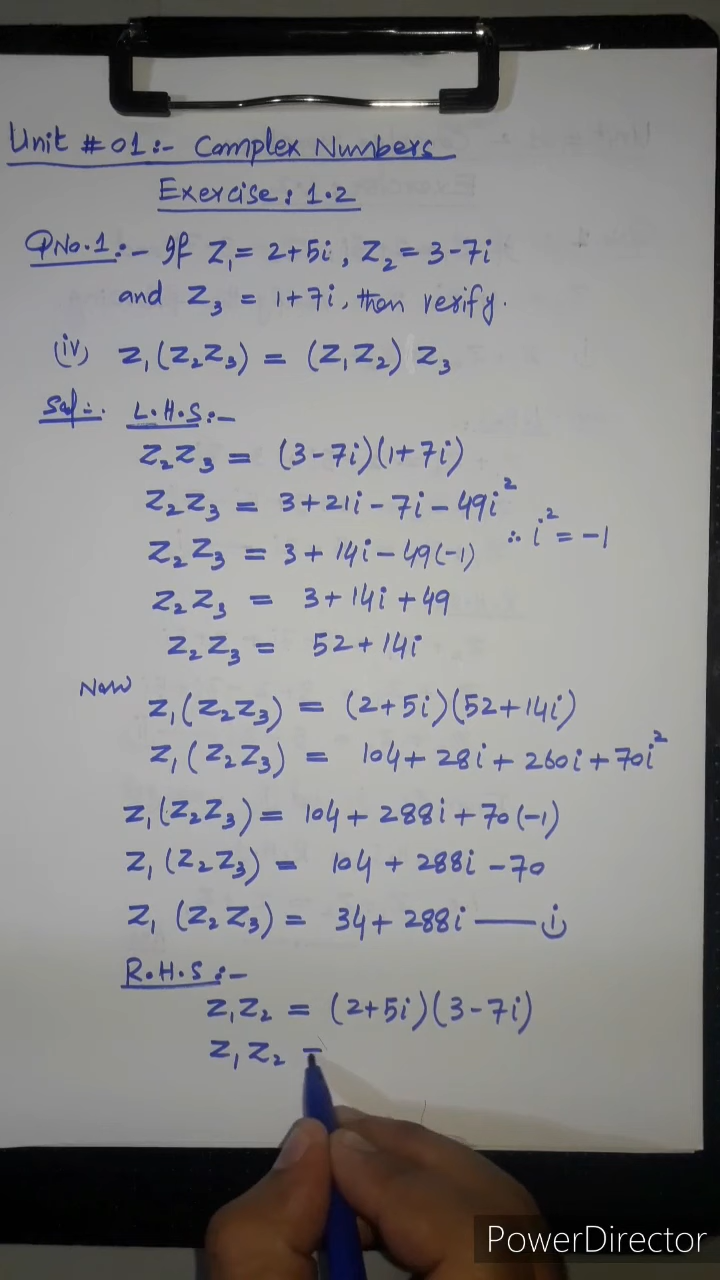 Unit # 01:- Complex Numbers
Exercise: 1.2
QNo.1:- If Z₁ = 2+5i, Z₂ = 3-7i
and Z₃ = 1+7i, then verify.
(iv) Z₁(Z₂Z₃) = (Z₁Z₂) Z₃
Sol:- L.H.S:-
Z₂Z₃ = (3-7i)(1+7i)
Z₂Z₃ = 3+21i-7i-49i²
∴ i² = -1
Z₂Z₃ = 3+14i-49(-1)
Z₂Z₃ = 3+14i+49
Z₂Z₃ = 52+14i
Now Z₁(Z₂Z₃) = (2+5i)(52+14i)
Z₁(Z₂Z₃) = 104+28i+260i+70i²
Z₁(Z₂Z₃) = 104+288i+70(-1)
Z₁(Z₂Z₃) = 104+288i-70
Z₁(Z₂Z₃) = 34+288i — i)
R.H.S:-
Z₁Z₂ = (2+5i)(3-7i)
Z₁Z₂ –
PowerDirector